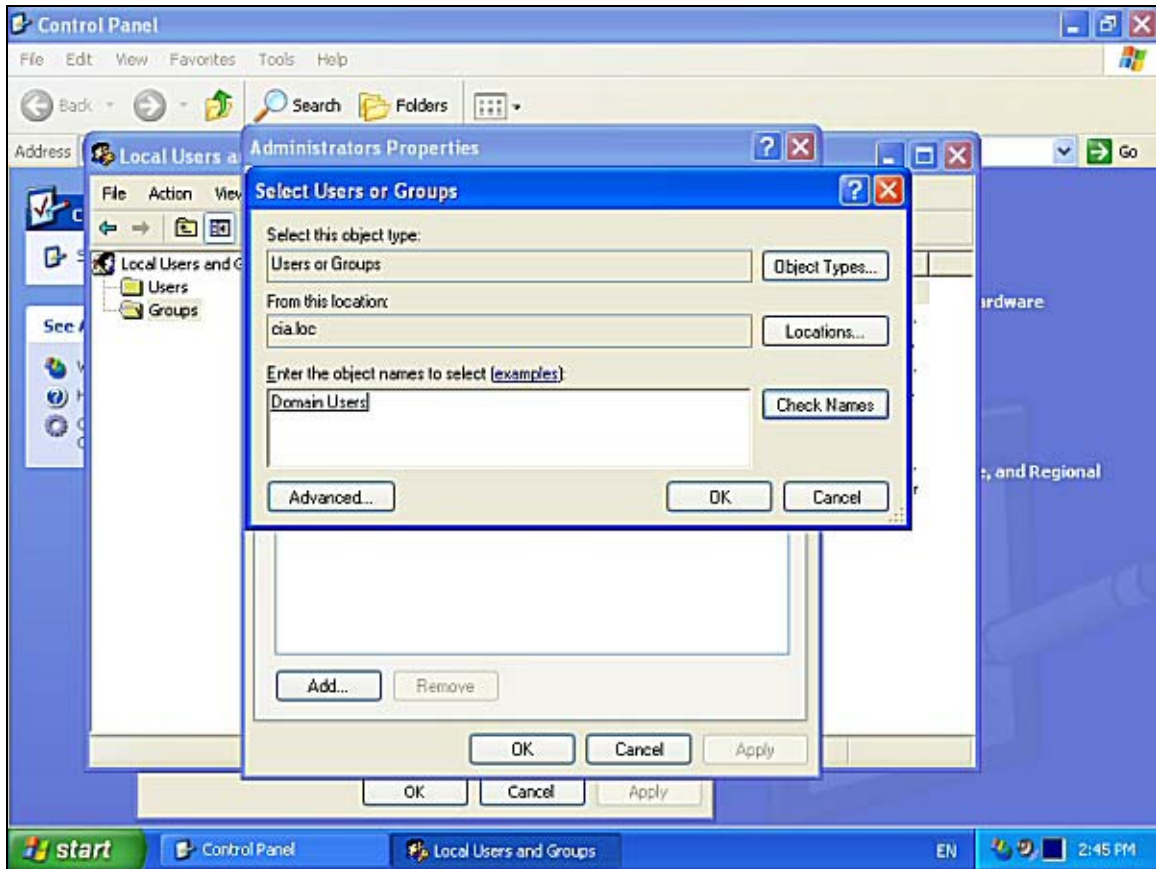 Control Panel
File Edit View Favorites Tools Help
Back Search Folders
Address Go
Local Users a
Administrators Properties
File Action View
Select Users or Groups
Select this object type:
Users or Groups
Object Types...
From this location:
cia.loc
Locations...
Enter the object names to select (examples):
Domain Users
Check Names
Advanced... OK Cancel
Local Users and G
Users
Groups
See
ardware
e, and Regional
Add... Remove
OK Cancel Apply
OK Cancel Apply
start Control Panel Local Users and Groups EN 2:45 PM